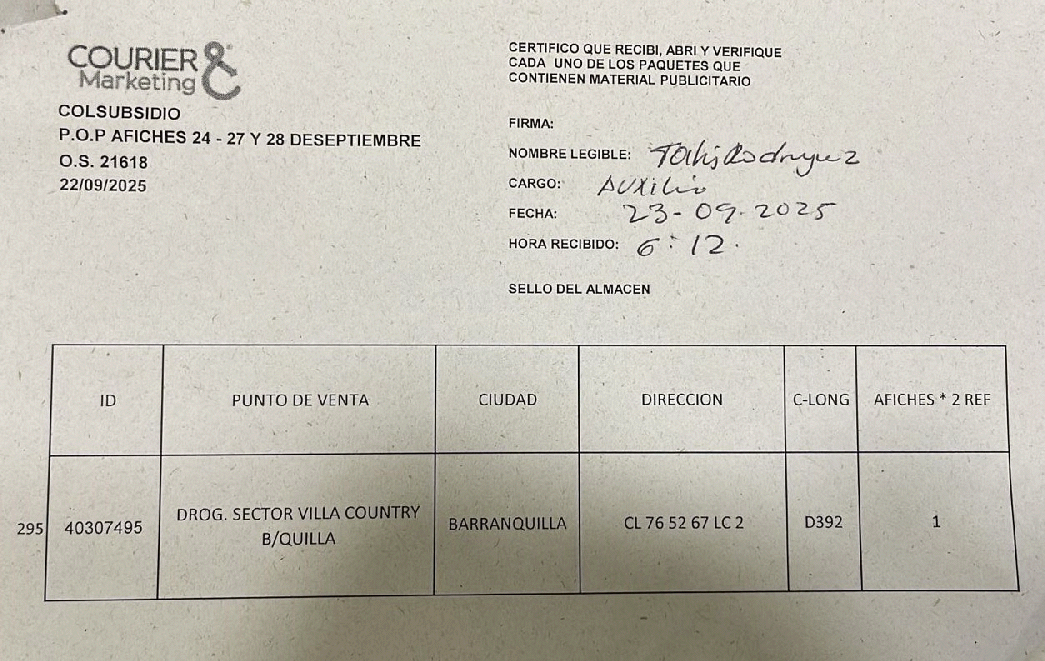 COURIER &
Marketing
COLSUBSIDIO
P.O.P AFICHES 24 - 27 Y 28 DESEPTIEMBRE
O.S. 21618
22/09/2025
CERTIFICO QUE RECIBI, ABRI Y VERIFIQUE
CADA UNO DE LOS PAQUETES QUE
CONTIENEN MATERIAL PUBLICITARIO
FIRMA:
NOMBRE LEGIBLE: Rodriguez
CARGO:
FECHA: 23-09-2025
HORA RECIBIDO: 6:12.
SELLO DEL ALMACEN
ID PUNTO DE VENTA CIUDAD DIRECCION C-LONG AFICHES * 2 REF
295 40307495 DROG. SECTOR VILLA COUNTRY B/QUILLA BARRANQUILLA CL 76 52 67 LC 2 D392 1